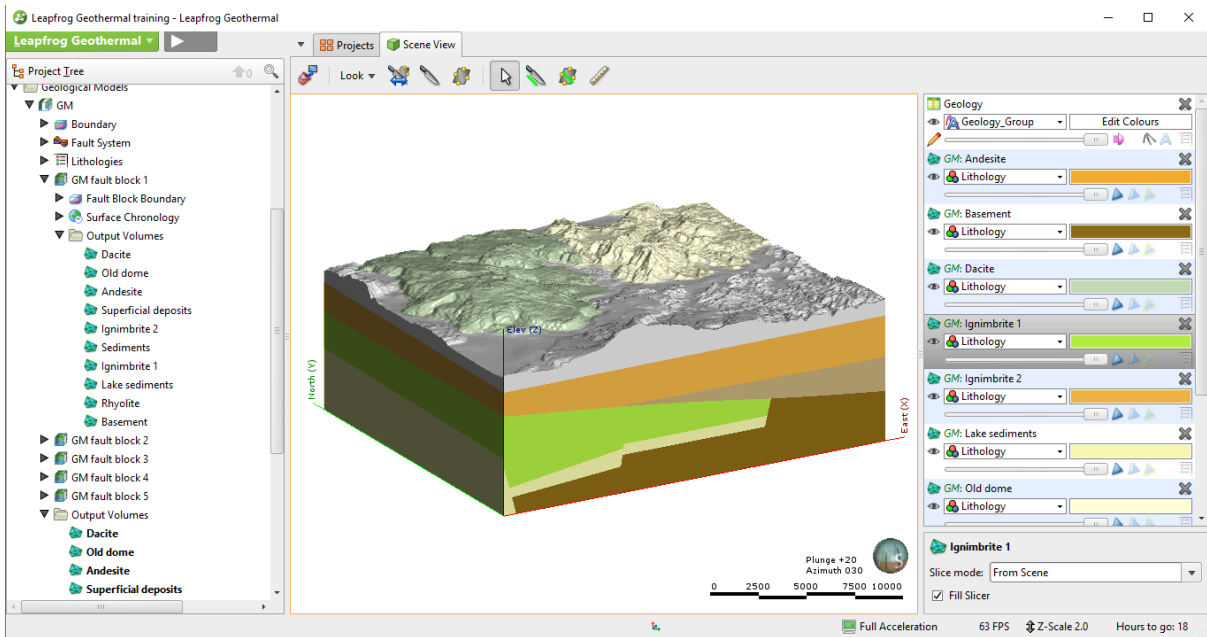 Leapfrog Geothermal training - Leapfrog Geothermal
Leapfrog Geothermal
Projects
Scene View
Project Tree
0
Look
Geological Models
GM
Boundary
Fault System
Lithologies
GM fault block 1
Fault Block Boundary
Surface Chronology
Output Volumes
Dacite
Old dome
Andesite
Superficial deposits
Ignimbrite 2
Sediments
Ignimbrite 1
Lake sediments
Rhyolite
Basement
GM fault block 2
GM fault block 3
GM fault block 4
GM fault block 5
Output Volumes
Dacite
Old dome
Andesite
Superficial deposits
Elev (Z)
North (Y)
East (X)
Plunge +20
Azimuth 030
S
0 2500 5000 7500 10000
Geology
Geology_Group
Edit Colours
GM: Andesite
Lithology
GM: Basement
Lithology
GM: Dacite
Lithology
GM: Ignimbrite 1
Lithology
GM: Ignimbrite 2
Lithology
GM: Lake sediments
Lithology
GM: Old dome
Lithology
Ignimbrite 1
Slice mode: From Scene
Fill Slicer
Full Acceleration
63 FPS
Z-Scale 2.0
Hours to go: 18